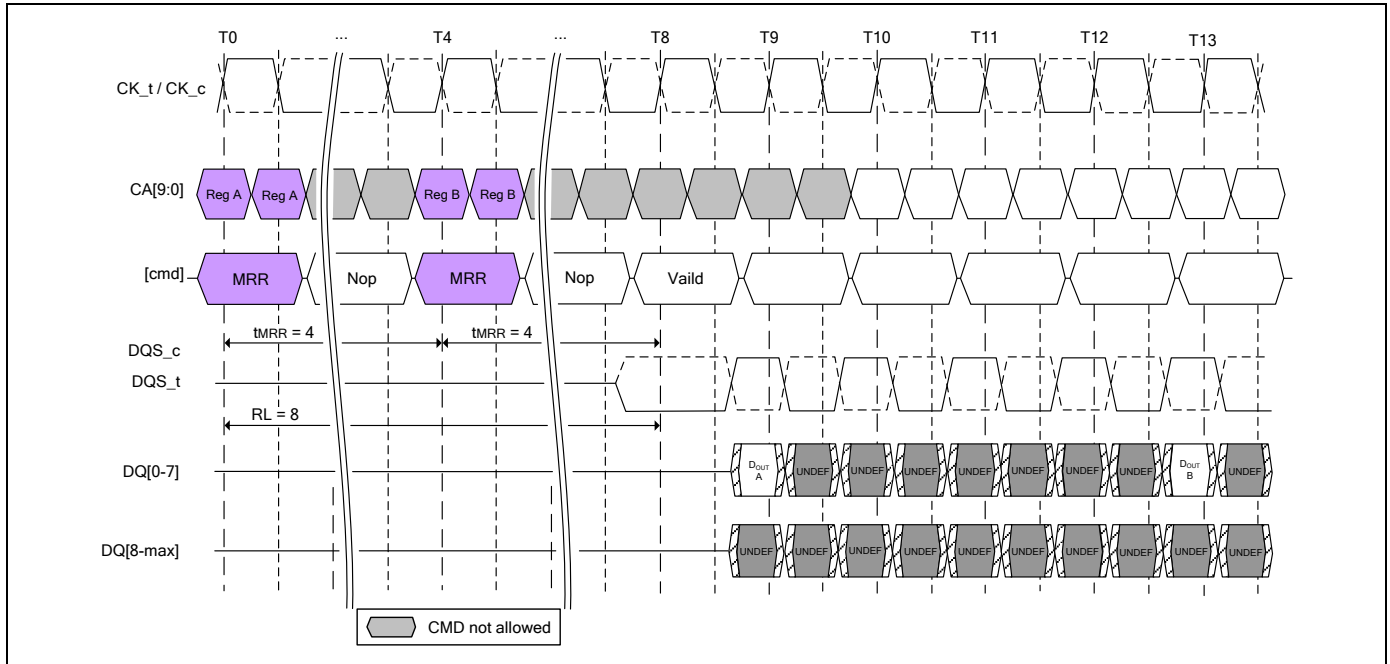 T0 ... T4 ... T8 T9 T10 T11 T12 T13
CK_t / CK_c
CA[9:0] Reg A Reg A Reg B Reg B
[cmd] MRR Nop MRR Nop Vaild
tMRR = 4 tMRR = 4
DQS_c
DQS_t
RL = 8
DQ[0-7] DOUT A UNDEF UNDEF UNDEF UNDEF UNDEF UNDEF UNDEF DOUT B UNDEF
DQ[8-max] UNDEF UNDEF UNDEF UNDEF UNDEF UNDEF UNDEF UNDEF UNDEF UNDEF
CMD not allowed